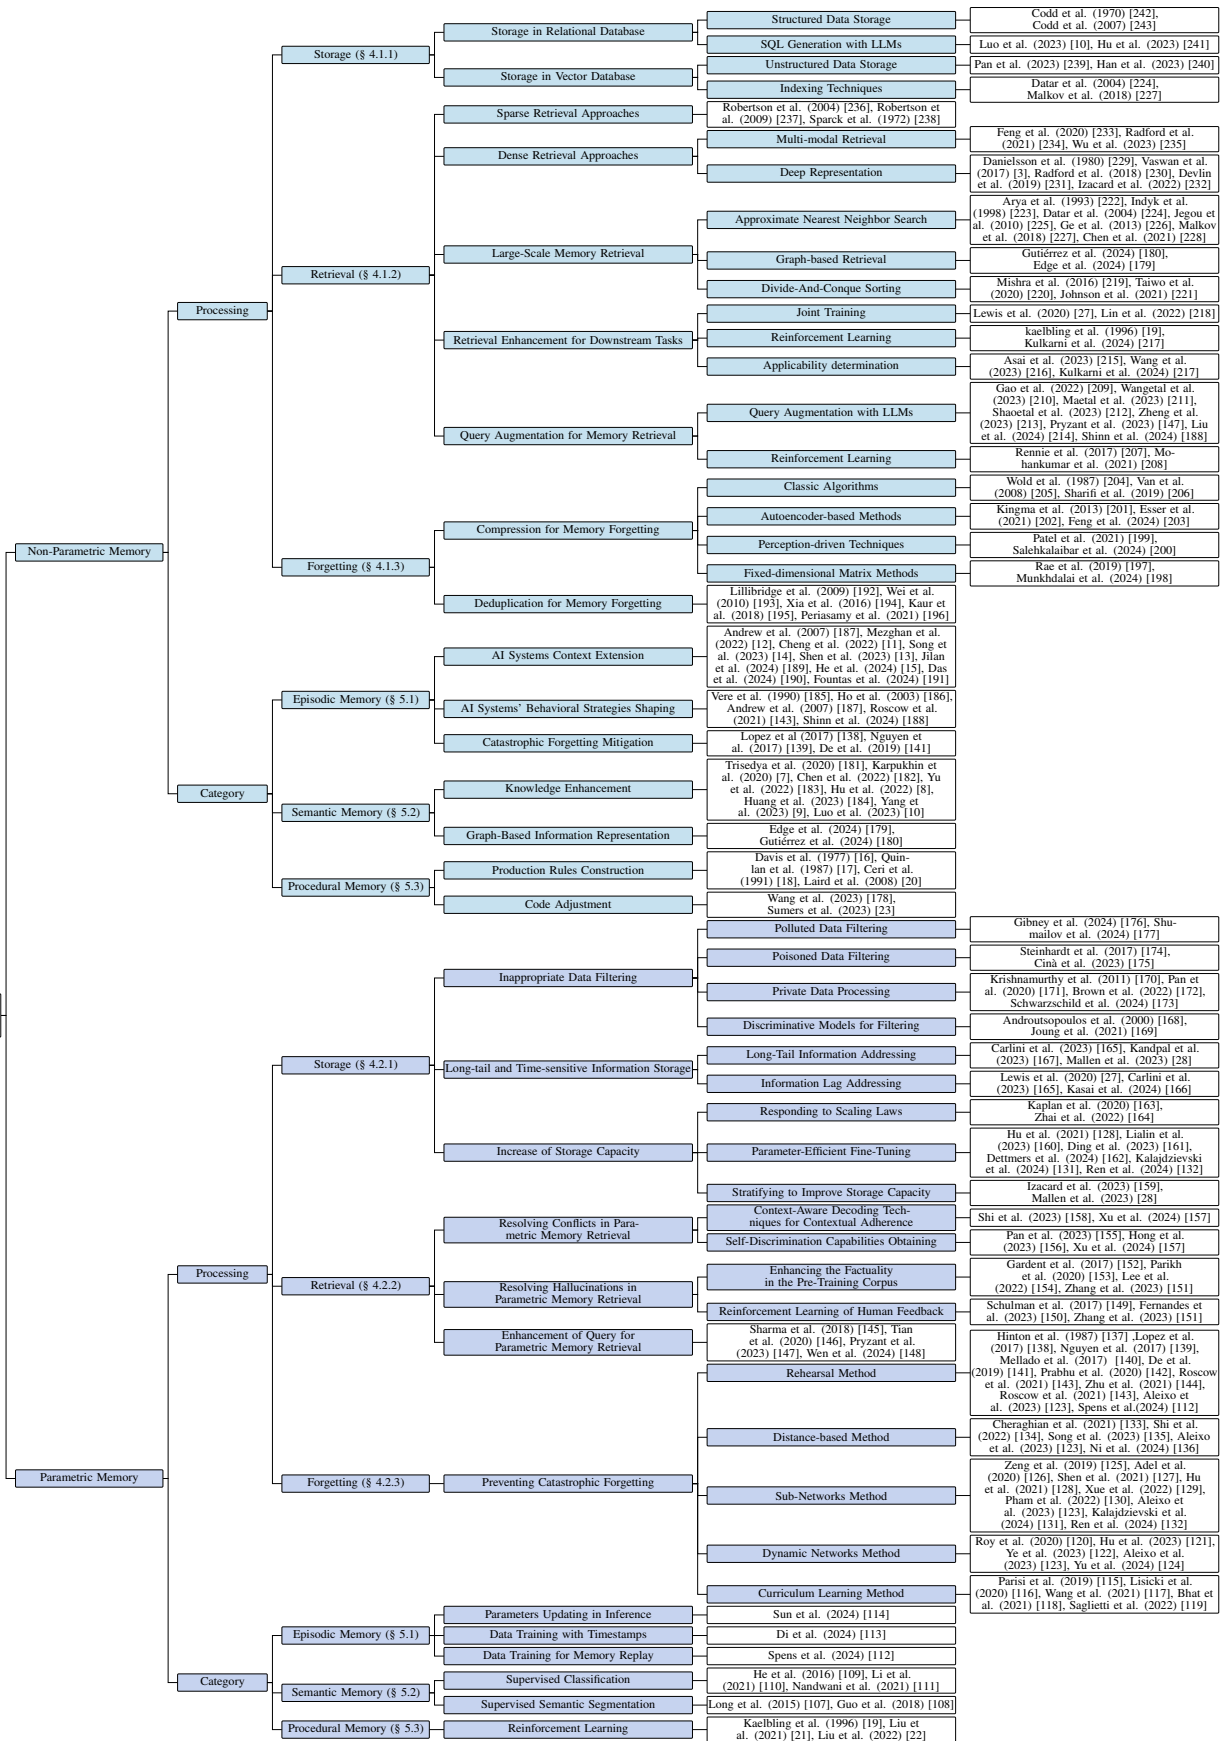 Non-Parametric Memory
Processing
Storage (§ 4.1.1)
Storage in Relational Database
Structured Data Storage
Codd et al. (1970) [242],
Codd et al. (2007) [243]
SQL Generation with LLMs
Luo et al. (2023) [10], Hu et al. (2023) [241]
Storage in Vector Database
Unstructured Data Storage
Pan et al. (2023) [239], Han et al. (2023) [240]
Indexing Techniques
Datar et al. (2004) [224],
Malkov et al. (2018) [227]
Retrieval (§ 4.1.2)
Sparse Retrieval Approaches
Robertson et al. (2004) [236], Robertson et
al. (2009) [237], Sparck et al. (1972) [238]
Dense Retrieval Approaches
Multi-modal Retrieval
Feng et al. (2020) [233], Radford et al.
(2021) [234], Wu et al. (2023) [235]
Deep Representation
Danielsson et al. (1980) [229], Vaswan et al.
(2017) [3], Radford et al. (2018) [230], Devlin
et al. (2019) [231], Izacard et al. (2022) [232]
Large-Scale Memory Retrieval
Approximate Nearest Neighbor Search
Arya et al. (1993) [222], Indyk et al.
(1998) [223], Datar et al. (2004) [224], Jegou et
al. (2010) [225], Ge et al. (2013) [226], Malkov
et al. (2018) [227], Chen et al. (2021) [228]
Graph-based Retrieval
Gutiérrez et al. (2024) [180],
Edge et al. (2024) [179]
Divide-And-Conque Sorting
Mishra et al. (2016) [219], Taiwo et al.
(2020) [220], Johnson et al. (2021) [221]
Retrieval Enhancement for Downstream Tasks
Joint Training
Lewis et al. (2020) [27], Lin et al. (2022) [218]
Reinforcement Learning
kaelbling et al. (1996) [19],
Kulkarni et al. (2024) [217]
Applicability determination
Asai et al. (2023) [215], Wang et al.
(2023) [216], Kulkarni et al. (2024) [217]
Query Augmentation for Memory Retrieval
Query Augmentation with LLMs
Gao et al. (2022) [209], Wangetal et al.
(2023) [210], Maetal et al. (2023) [211],
Shaoetal et al. (2023) [212], Zheng et al.
(2023) [213], Pryzant et al. (2023) [147], Liu
et al. (2024) [214], Shinn et al. (2024) [188]
Reinforcement Learning
Rennie et al. (2017) [207], Mo-
hankumar et al. (2021) [208]
Forgetting (§ 4.1.3)
Compression for Memory Forgetting
Classic Algorithms
Wold et al. (1987) [204], Van et al.
(2008) [205], Sharifi et al. (2019) [206]
Autoencoder-based Methods
Kingma et al. (2013) [201], Esser et al.
(2021) [202], Feng et al. (2024) [203]
Perception-driven Techniques
Patel et al. (2021) [199],
Salehkalaibar et al. (2024) [200]
Fixed-dimensional Matrix Methods
Rae et al. (2019) [197],
Munkhdalai et al. (2024) [198]
Deduplication for Memory Forgetting
Lillibridge et al. (2009) [192], Wei et al.
(2010) [193], Xia et al. (2016) [194], Kaur et
al. (2018) [195], Periasamy et al. (2021) [196]
Category
Episodic Memory (§ 5.1)
AI Systems Context Extension
Andrew et al. (2007) [187], Mezghan et al.
(2022) [12], Cheng et al. (2022) [11], Song et
al. (2023) [14], Shen et al. (2023) [13], Jilan
et al. (2024) [189], He et al. (2024) [15], Das
et al. (2024) [190], Fountas et al. (2024) [191]
AI Systems' Behavioral Strategies Shaping
Vere et al. (1990) [185], Ho et al. (2003) [186],
Andrew et al. (2007) [187], Roscow et al.
(2021) [143], Shinn et al. (2024) [188]
Catastrophic Forgetting Mitigation
Lopez et al (2017) [138], Nguyen et
al. (2017) [139], De et al. (2019) [141]
Semantic Memory (§ 5.2)
Knowledge Enhancement
Trisedya et al. (2020) [181], Karpukhin et
al. (2020) [7], Chen et al. (2022) [182], Yu
et al. (2022) [183], Hu et al. (2022) [8],
Huang et al. (2023) [184], Yang et
al. (2023) [9], Luo et al. (2023) [10]
Graph-Based Information Representation
Edge et al. (2024) [179],
Gutiérrez et al. (2024) [180]
Procedural Memory (§ 5.3)
Production Rules Construction
Davis et al. (1977) [16], Quin-
lan et al. (1987) [17], Ceri et al.
(1991) [18], Laird et al. (2008) [20]
Code Adjustment
Wang et al. (2023) [178],
Sumers et al. (2023) [23]
Parametric Memory
Processing
Storage (§ 4.2.1)
Inappropriate Data Filtering
Polluted Data Filtering
Gibney et al. (2024) [176], Shu-
mailov et al. (2024) [177]
Poisoned Data Filtering
Steinhardt et al. (2017) [174],
Cinà et al. (2023) [175]
Private Data Processing
Krishnamurthy et al. (2011) [170], Pan et
al. (2020) [171], Brown et al. (2022) [172],
Schwarzschild et al. (2024) [173]
Discriminative Models for Filtering
Androutsopoulos et al. (2000) [168],
Joung et al. (2021) [169]
Long-tail and Time-sensitive Information Storage
Long-Tail Information Addressing
Carlini et al. (2023) [165], Kandpal et al.
(2023) [167], Mallen et al. (2023) [28]
Information Lag Addressing
Lewis et al. (2020) [27], Carlini et al.
(2023) [165], Kasai et al. (2024) [166]
Increase of Storage Capacity
Responding to Scaling Laws
Kaplan et al. (2020) [163],
Zhai et al. (2022) [164]
Parameter-Efficient Fine-Tuning
Hu et al. (2021) [128], Lialin et al.
(2023) [160], Ding et al. (2023) [161],
Dettmers et al. (2024) [162], Kalajdzievski
et al. (2024) [131], Ren et al. (2024) [132]
Stratifying to Improve Storage Capacity
Izacard et al. (2023) [159],
Mallen et al. (2023) [28]
Retrieval (§ 4.2.2)
Resolving Conflicts in Para-
metric Memory Retrieval
Context-Aware Decoding Tech-
niques for Contextual Adherence
Shi et al. (2023) [158], Xu et al. (2024) [157]
Self-Discrimination Capabilities Obtaining
Pan et al. (2023) [155], Hong et al.
(2023) [156], Xu et al. (2024) [157]
Resolving Hallucinations in
Parametric Memory Retrieval
Enhancing the Factuality
in the Pre-Training Corpus
Gardent et al. (2017) [152], Parikh
et al. (2020) [153], Lee et al.
(2022) [154], Zhang et al. (2023) [151]
Reinforcement Learning of Human Feedback
Schulman et al. (2017) [149], Fernandes et
al. (2023) [150], Zhang et al. (2023) [151]
Enhancement of Query for
Parametric Memory Retrieval
Sharma et al. (2018) [145], Tian
et al. (2020) [146], Pryzant et al.
(2023) [147], Wen et al. (2024) [148]
Forgetting (§ 4.2.3)
Preventing Catastrophic Forgetting
Rehearsal Method
Hinton et al. (1987) [137] ,Lopez et al.
(2017) [138], Nguyen et al. (2017) [139],
Mellado et al. (2017) [140], De et al.
(2019) [141], Prabhu et al. (2020) [142], Roscow
et al. (2021) [143], Zhu et al. (2021) [144],
Roscow et al. (2021) [143], Aleixo et
al. (2023) [123], Spens et al.(2024) [112]
Distance-based Method
Cheraghian et al. (2021) [133], Shi et al.
(2022) [134], Song et al. (2023) [135], Aleixo
et al. (2023) [123], Ni et al. (2024) [136]
Sub-Networks Method
Zeng et al. (2019) [125], Adel et al.
(2020) [126], Shen et al. (2021) [127], Hu
et al. (2021) [128], Xue et al. (2022) [129],
Pham et al. (2022) [130], Aleixo et
al. (2023) [123], Kalajdzievski et al.
(2024) [131], Ren et al. (2024) [132]
Dynamic Networks Method
Roy et al. (2020) [120], Hu et al. (2023) [121],
Ye et al. (2023) [122], Aleixo et al.
(2023) [123], Yu et al. (2024) [124]
Curriculum Learning Method
Parisi et al. (2019) [115], Lisicki et al.
(2020) [116], Wang et al. (2021) [117], Bhat et
al. (2021) [118], Saglietti et al. (2022) [119]
Category
Episodic Memory (§ 5.1)
Parameters Updating in Inference
Sun et al. (2024) [114]
Data Training with Timestamps
Di et al. (2024) [113]
Data Training for Memory Replay
Spens et al. (2024) [112]
Semantic Memory (§ 5.2)
Supervised Classification
He et al. (2016) [109], Li et al.
(2021) [110], Nandwani et al. (2021) [111]
Supervised Semantic Segmentation
Long et al. (2015) [107], Guo et al. (2018) [108]
Procedural Memory (§ 5.3)
Reinforcement Learning
Kaelbling et al. (1996) [19], Liu et
al. (2021) [21], Liu et al. (2022) [22]